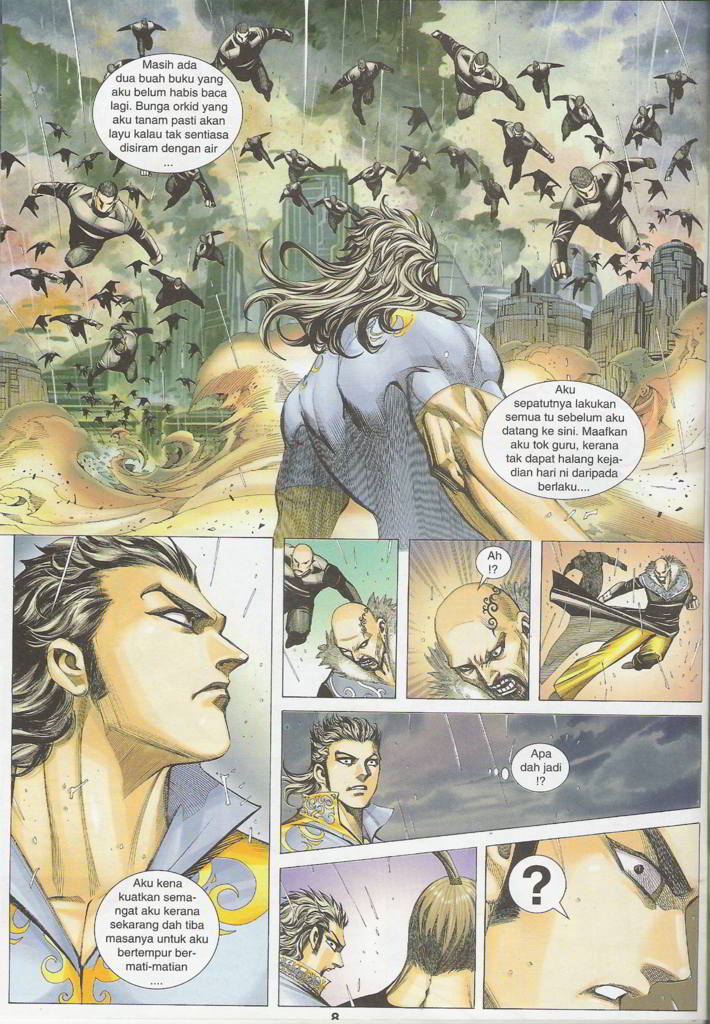 Masih ada
dua buah buku yang
aku belum habis baca
lagi. Bunga orkid yang
aku tanam pasti akan
layu kalau tak sentiasa
disiram dengan air
...
Aku
sepatutnya lakukan
semua tu sebelum aku
datang ke sini. Maafkan
aku tok guru, kerana
tak dapat halang keja-
dian hari ni daripada
berlaku....
Ah
!?
Apa
dah jadi
!?
Aku kena
kuatkan seman-
gat aku kerana
sekarang dah tiba
masanya untuk aku
bertempur ber-
mati-matian
....
?
8